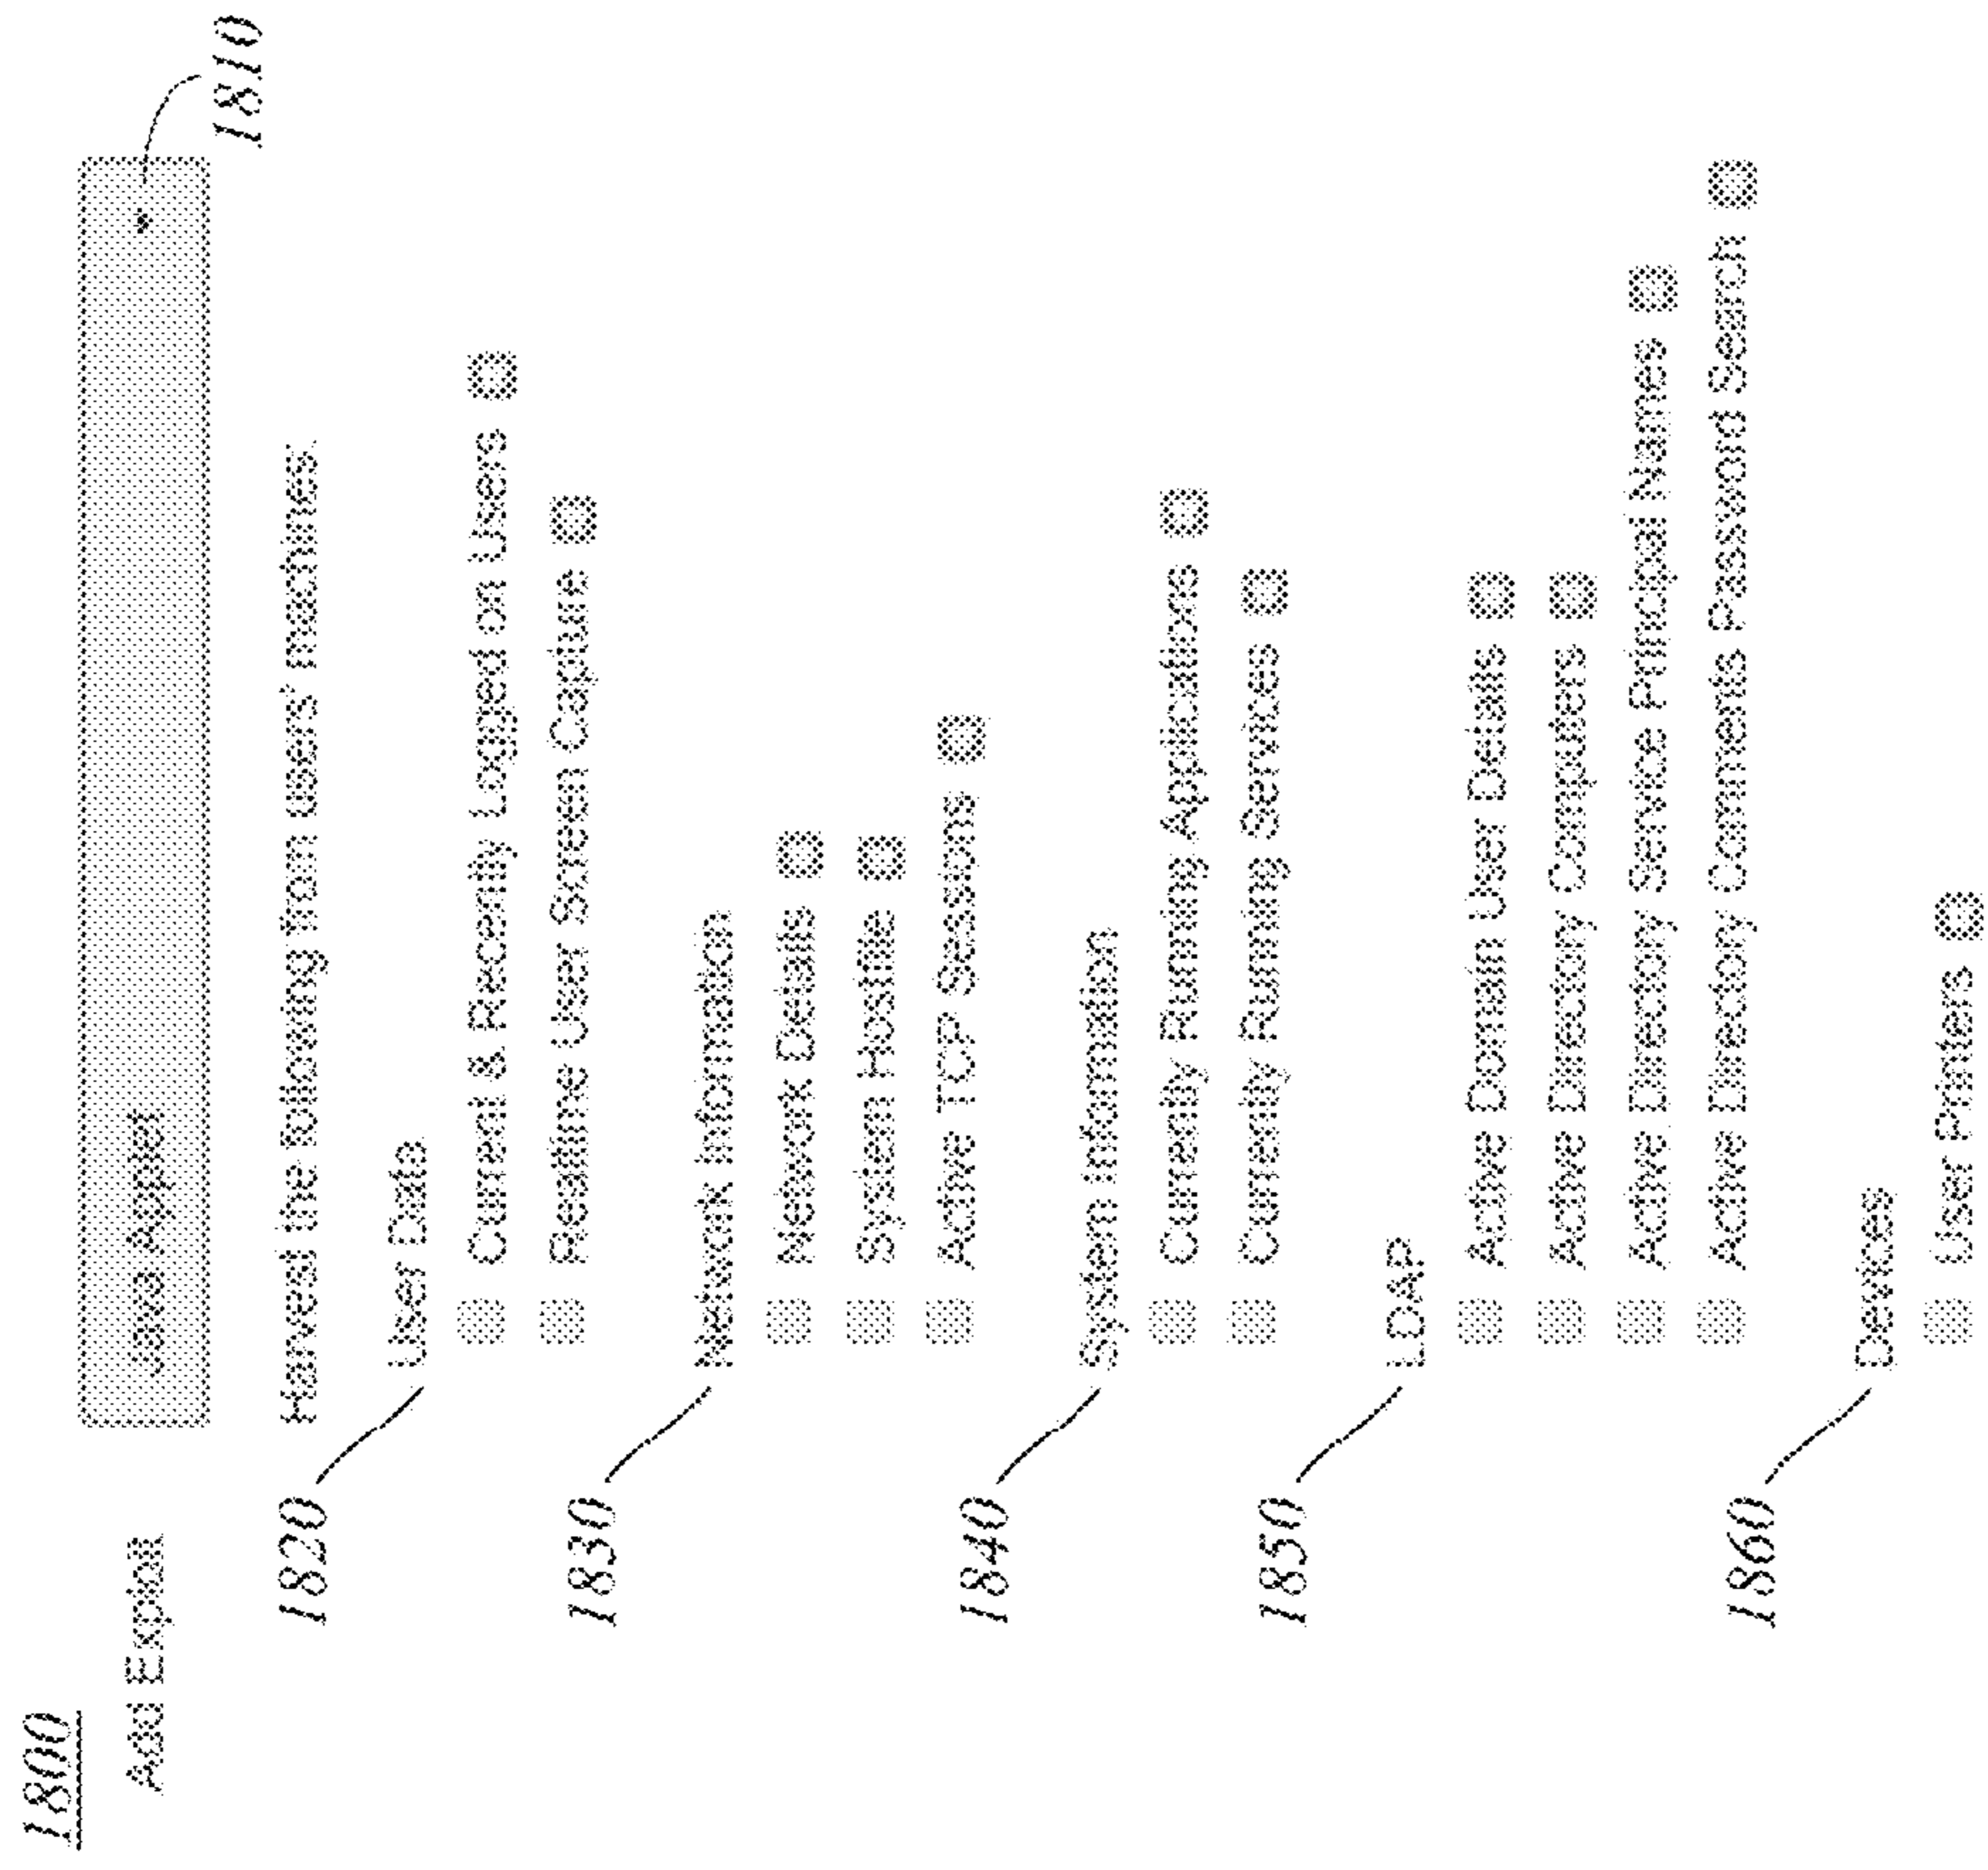 1800
Add Exploit
Java Applet
1810
Harvest the following from users' machines.
1820
User Data
Current & Recently Logged on Users
Realtime User Screen Capture
1830
Network Information
Network Details
System Hostfile
Active TCP Sessions
1840
System Information
Currently Running Applications
Currently Running Services
1850
LDAP
Active Domain User Details
Active Directory Computers
Active Directory Service Principal Names
Active Directory Comments Password Search
1860
Devices
User Printers